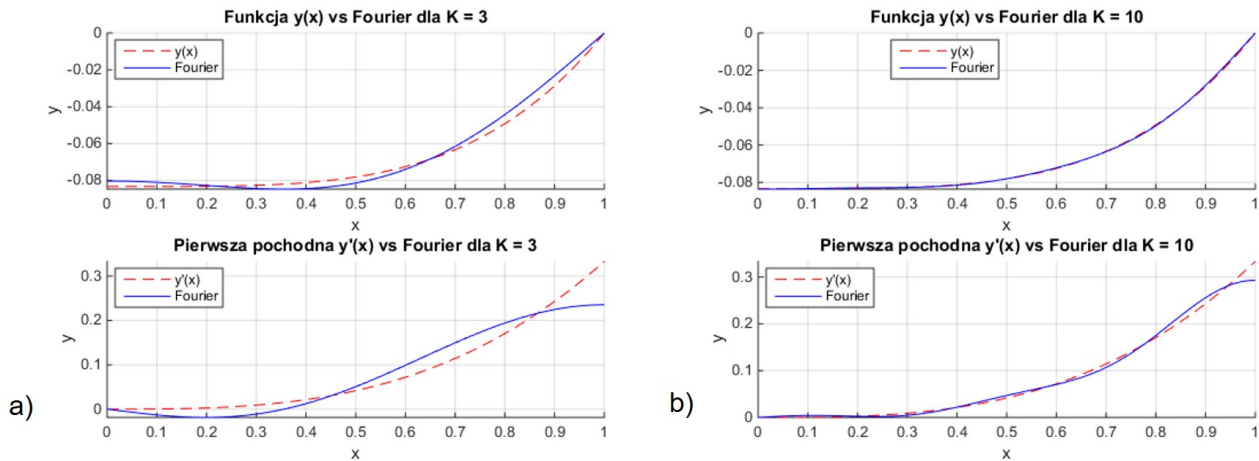 Funkcja y(x) vs Fourier dla K = 3
y(x)
Fourier
0
-0.02
-0.04
-0.06
-0.08
y
0 0.1 0.2 0.3 0.4 0.5 0.6 0.7 0.8 0.9 1
x
Pierwsza pochodna y'(x) vs Fourier dla K = 3
y'(x)
Fourier
0.3
0.2
0.1
0
y
0 0.1 0.2 0.3 0.4 0.5 0.6 0.7 0.8 0.9 1
x
a)
Funkcja y(x) vs Fourier dla K = 10
y(x)
Fourier
0
-0.02
-0.04
-0.06
-0.08
y
0 0.1 0.2 0.3 0.4 0.5 0.6 0.7 0.8 0.9 1
x
Pierwsza pochodna y'(x) vs Fourier dla K = 10
y'(x)
Fourier
0.3
0.2
0.1
0
y
0 0.1 0.2 0.3 0.4 0.5 0.6 0.7 0.8 0.9 1
x
b)